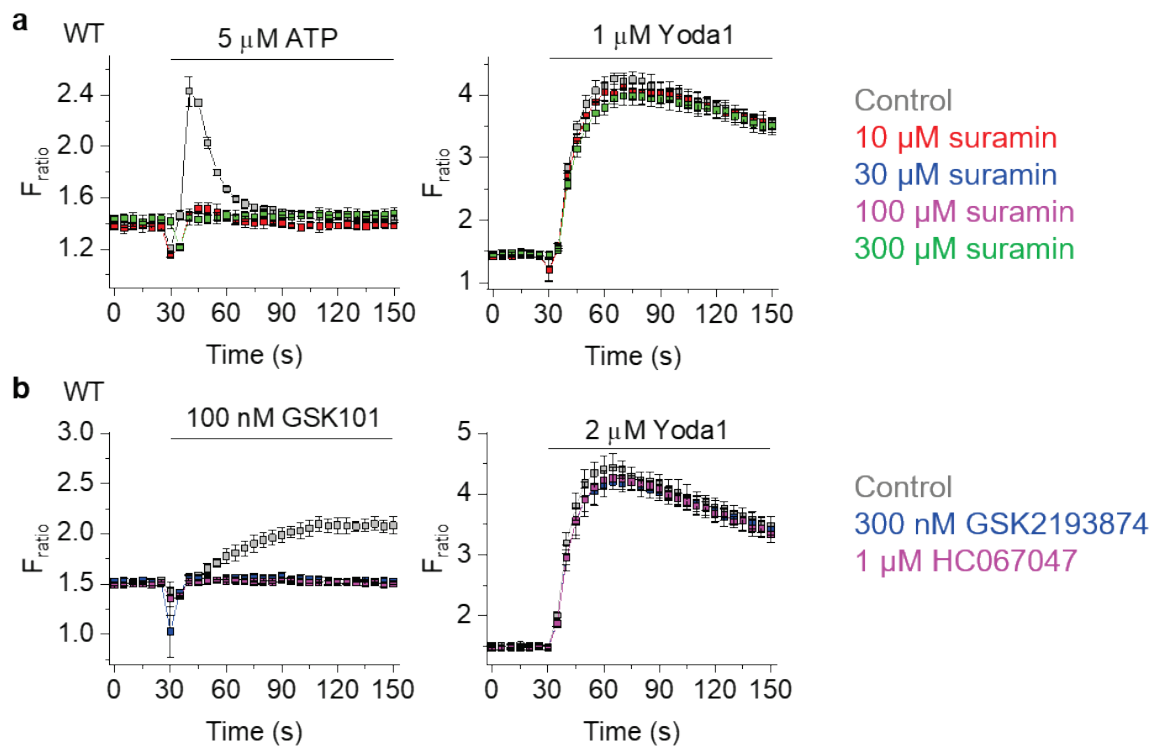 a
WT
5 μM ATP
1 μM Yoda1
F_ratio
2.4
2.0
1.6
1.2
0 30 60 90 120 150
Time (s)
F_ratio
4
3
2
1
0 30 60 90 120 150
Time (s)
Control
10 μM suramin
30 μM suramin
100 μM suramin
300 μM suramin
b
WT
100 nM GSK101
2 μM Yoda1
F_ratio
3.0
2.5
2.0
1.5
1.0
0 30 60 90 120 150
Time (s)
F_ratio
5
4
3
2
0 30 60 90 120 150
Time (s)
Control
300 nM GSK2193874
1 μM HC067047